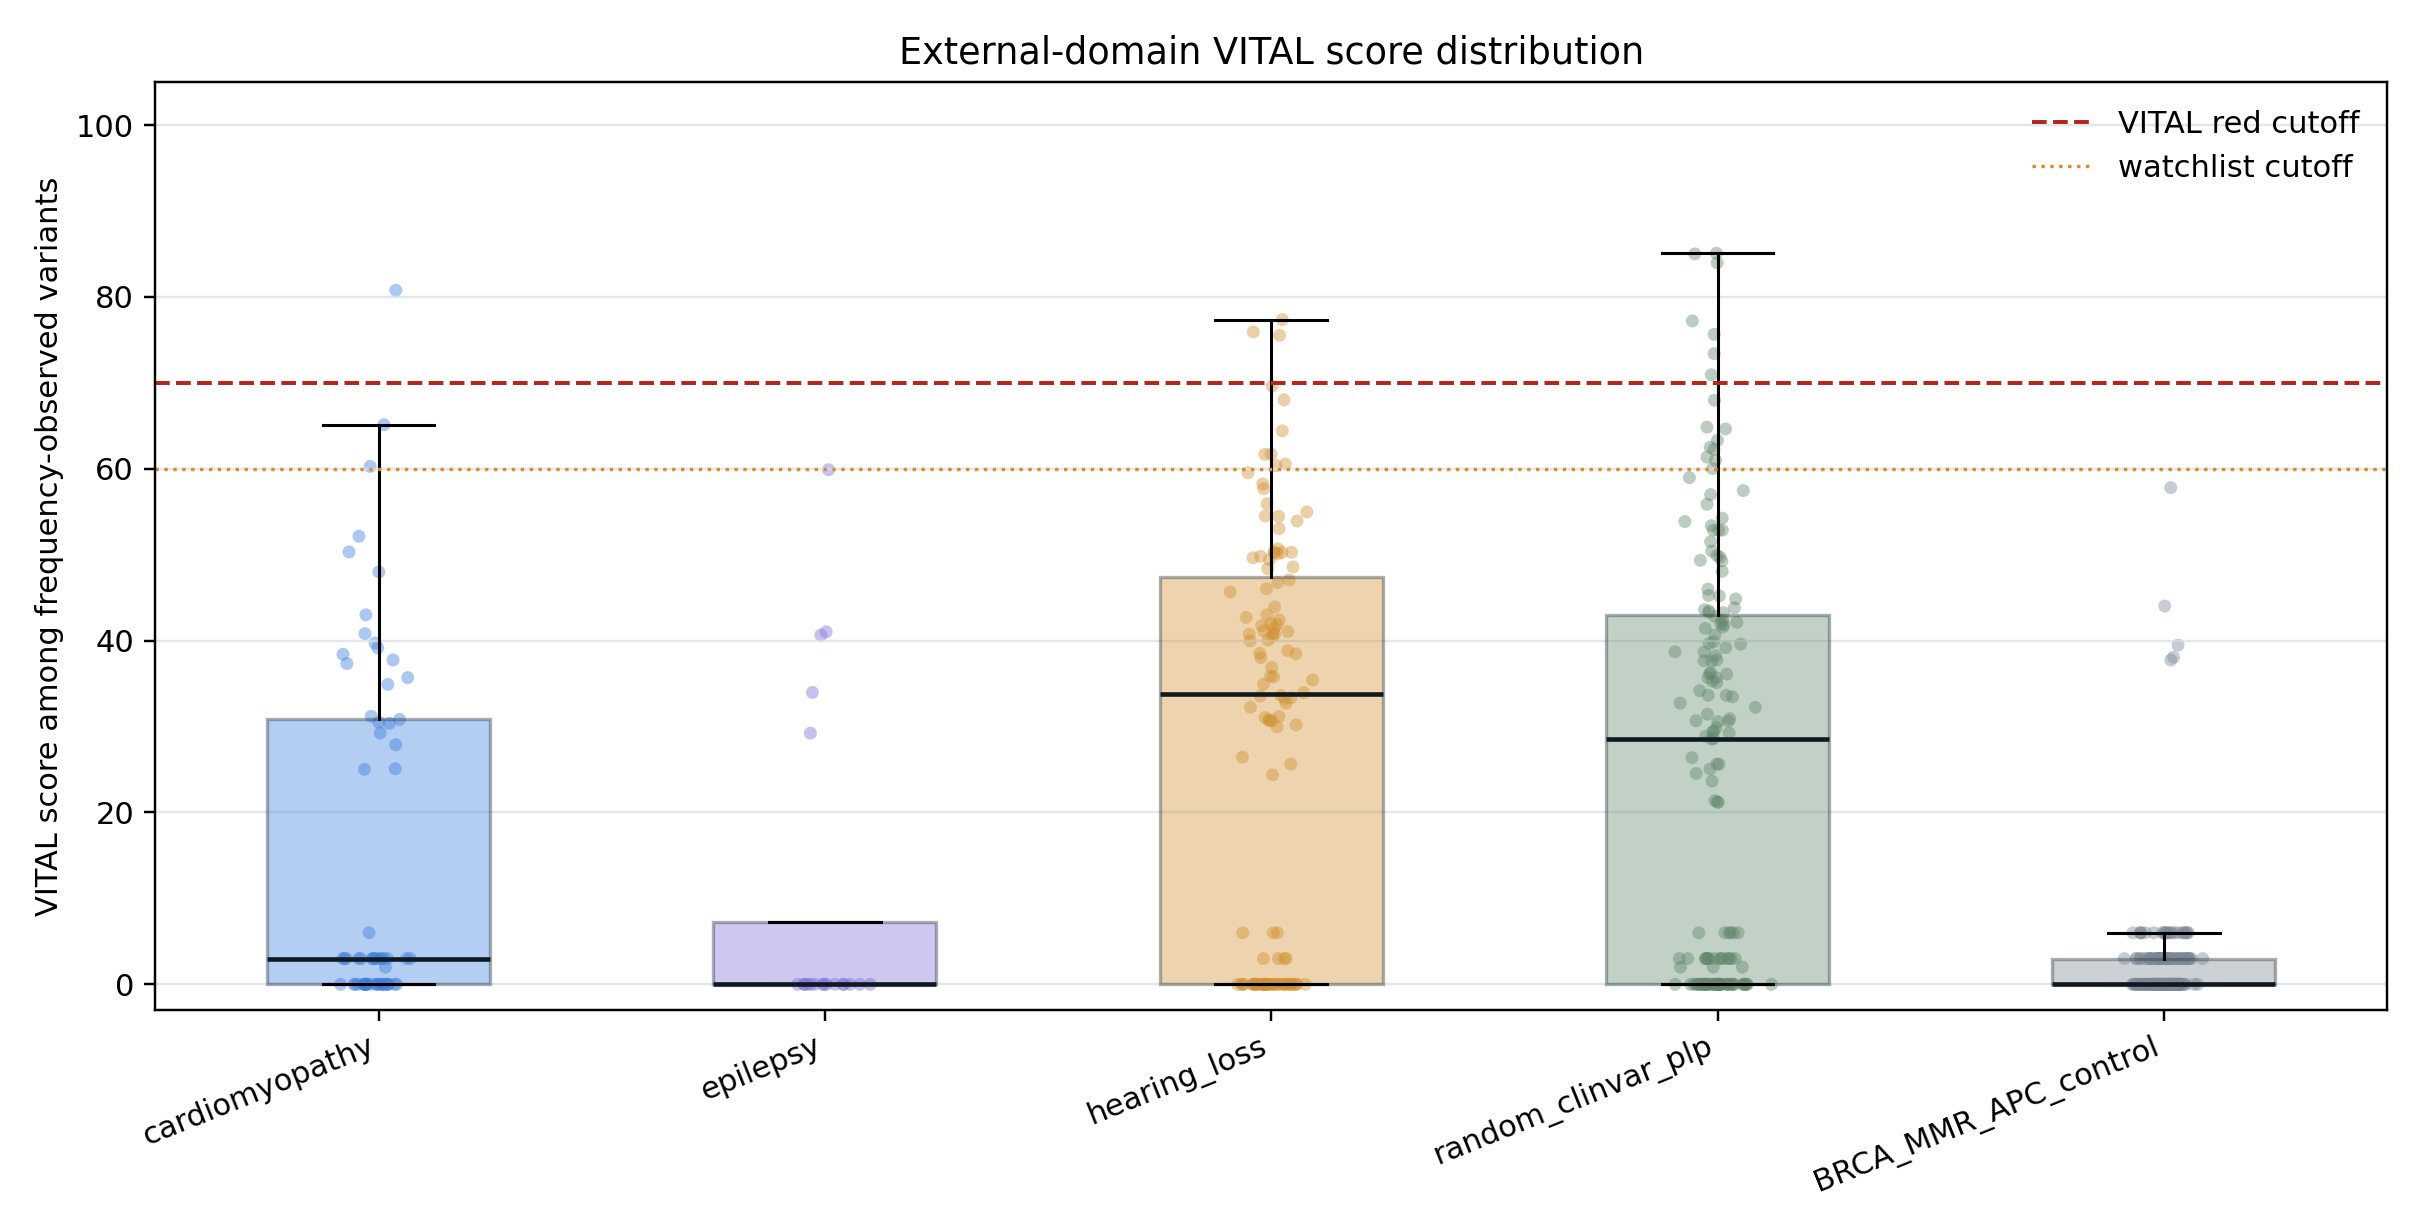 External-domain VITAL score distribution
VITAL score among frequency-observed variants
100
80
60
40
20
0
VITAL red cutoff
watchlist cutoff
cardiomyopathy
epilepsy
hearing_loss
random_clinvar_plp
BRCA_MMR_APC_control